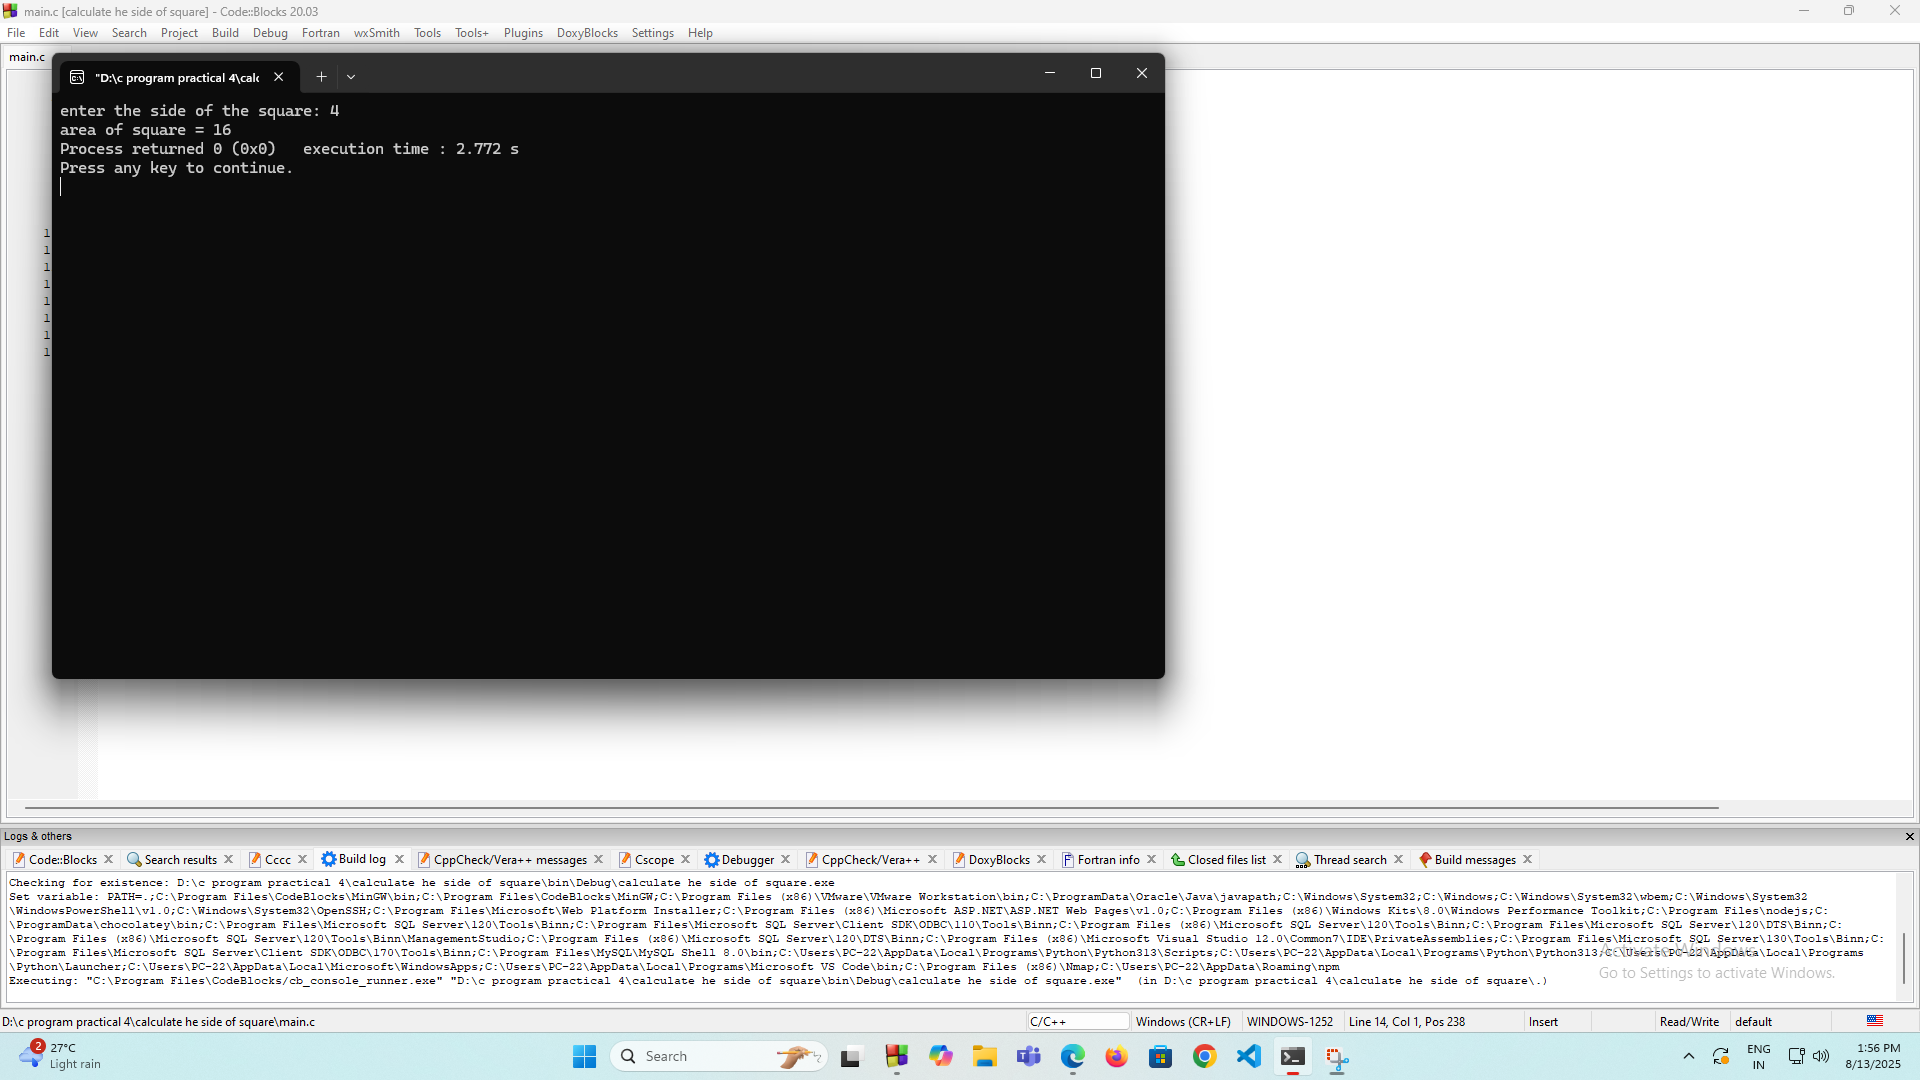 main.c [calculate he side of square] - Code::Blocks 20.03
File Edit View Search Project Build Debug Fortran wxSmith Tools Tools+ Plugins DoxyBlocks Settings Help
main.c
"D:\c program practical 4\calc
enter the side of the square: 4
area of square = 16
Process returned 0 (0x0)   execution time : 2.772 s
Press any key to continue.
1
1
1
1
1
1
1
1
Logs & others
Code::Blocks Search results Cccc Build log CppCheck/Vera++ messages Cscope Debugger CppCheck/Vera++ DoxyBlocks Fortran info Closed files list Thread search Build messages
Checking for existence: D:\c program practical 4\calculate he side of square\bin\Debug\calculate he side of square.exe
Set variable: PATH=.;C:\Program Files\CodeBlocks\MinGW\bin;C:\Program Files\CodeBlocks\MinGW;C:\Program Files (x86)\VMware\VMware Workstation\bin;C:\ProgramData\Oracle\Java\javapath;C:\Windows\System32;C:\Windows;C:\Windows\System32\wbem;C:\Windows\System32
\WindowsPowerShell\v1.0;C:\Windows\System32\OpenSSH;C:\Program Files\Microsoft\Web Platform Installer;C:\Program Files (x86)\Microsoft ASP.NET\ASP.NET Web Pages\v1.0;C:\Program Files (x86)\Windows Kits\8.0\Windows Performance Toolkit;C:\Program Files\nodejs;C:
\ProgramData\chocolatey\bin;C:\Program Files\Microsoft SQL Server\120\Tools\Binn;C:\Program Files\Microsoft SQL Server\Client SDK\ODBC\110\Tools\Binn;C:\Program Files (x86)\Microsoft SQL Server\120\Tools\Binn;C:\Program Files\Microsoft SQL Server\120\DTS\Binn;C:
\Program Files (x86)\Microsoft SQL Server\120\Tools\Binn\ManagementStudio;C:\Program Files (x86)\Microsoft SQL Server\120\DTS\Binn;C:\Program Files (x86)\Microsoft Visual Studio 12.0\Common7\IDE\PrivateAssemblies;C:\Program Files\Microsoft SQL Server\130\Tools\Binn;C:
\Program Files\Microsoft SQL Server\Client SDK\ODBC\170\Tools\Binn;C:\Program Files\MySQL\MySQL Shell 8.0\bin;C:\Users\PC-22\AppData\Local\Programs\Python\Python313\Scripts;C:\Users\PC-22\AppData\Local\Programs\Python\Python313;C:\Users\PC-22\AppData\Local\Programs
\Python\Launcher;C:\Users\PC-22\AppData\Local\Microsoft\WindowsApps;C:\Users\PC-22\AppData\Local\Programs\Microsoft VS Code\bin;C:\Program Files (x86)\Nmap;C:\Users\PC-22\AppData\Roaming\npm
Executing: "C:\Program Files\CodeBlocks/cb_console_runner.exe" "D:\c program practical 4\calculate he side of square\bin\Debug\calculate he side of square.exe"  (in D:\c program practical 4\calculate he side of square\.)
Activate Windows
Go to Settings to activate Windows.
D:\c program practical 4\calculate he side of square\main.c C/C++ Windows (CR+LF) WINDOWS-1252 Line 14, Col 1, Pos 238 Insert Read/Write default
2
27°C
Light rain
Search
ENG
IN
1:56 PM
8/13/2025